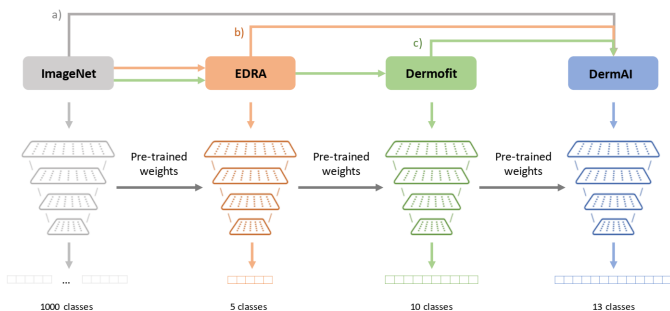 a)
b)
c)
ImageNet
EDRA
Dermofit
DermAI
Pre-trained
weights
Pre-trained
weights
Pre-trained
weights
...
1000 classes
5 classes
10 classes
13 classes